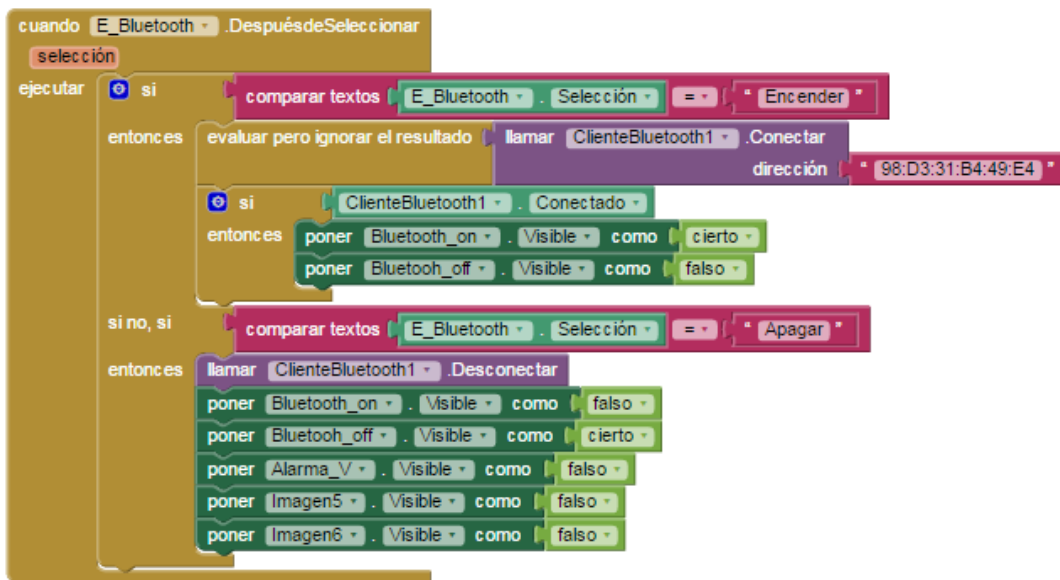 cuando E_Bluetooth .DespuésdeSeleccionar
selección
ejecutar si comparar textos E_Bluetooth . Selección = " Encender "
entonces evaluar pero ignorar el resultado llamar ClienteBluetooth1 .Conectar
dirección " 98:D3:31:B4:49:E4 "
si ClienteBluetooth1 . Conectado
entonces poner Bluetooth_on . Visible como cierto
poner Bluetooh_off . Visible como falso
si no, si comparar textos E_Bluetooth . Selección = " Apagar "
entonces llamar ClienteBluetooth1 .Desconectar
poner Bluetooth_on . Visible como falso
poner Bluetooh_off . Visible como cierto
poner Alarma_V . Visible como falso
poner Imagen5 . Visible como falso
poner Imagen6 . Visible como falso